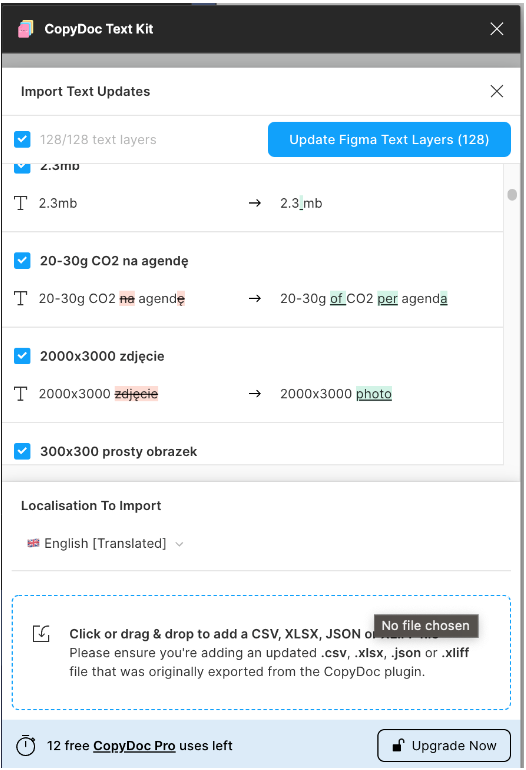 CopyDoc Text Kit
Import Text Updates
128/128 text layers
Update Figma Text Layers (128)
2.3mb
2.3mb → 2.3 mb
20-30g CO2 na agendę
20-30g CO2 na agendę → 20-30g of CO2 per agenda
2000x3000 zdjęcie
2000x3000 zdjęcie → 2000x3000 photo
300x300 prosty obrazek
Localisation To Import
English [Translated]
No file chosen
Click or drag & drop to add a CSV, XLSX, JSON or
Please ensure you're adding an updated .csv, .xlsx, .json or .xliff
file that was originally exported from the CopyDoc plugin.
12 free CopyDoc Pro uses left
Upgrade Now